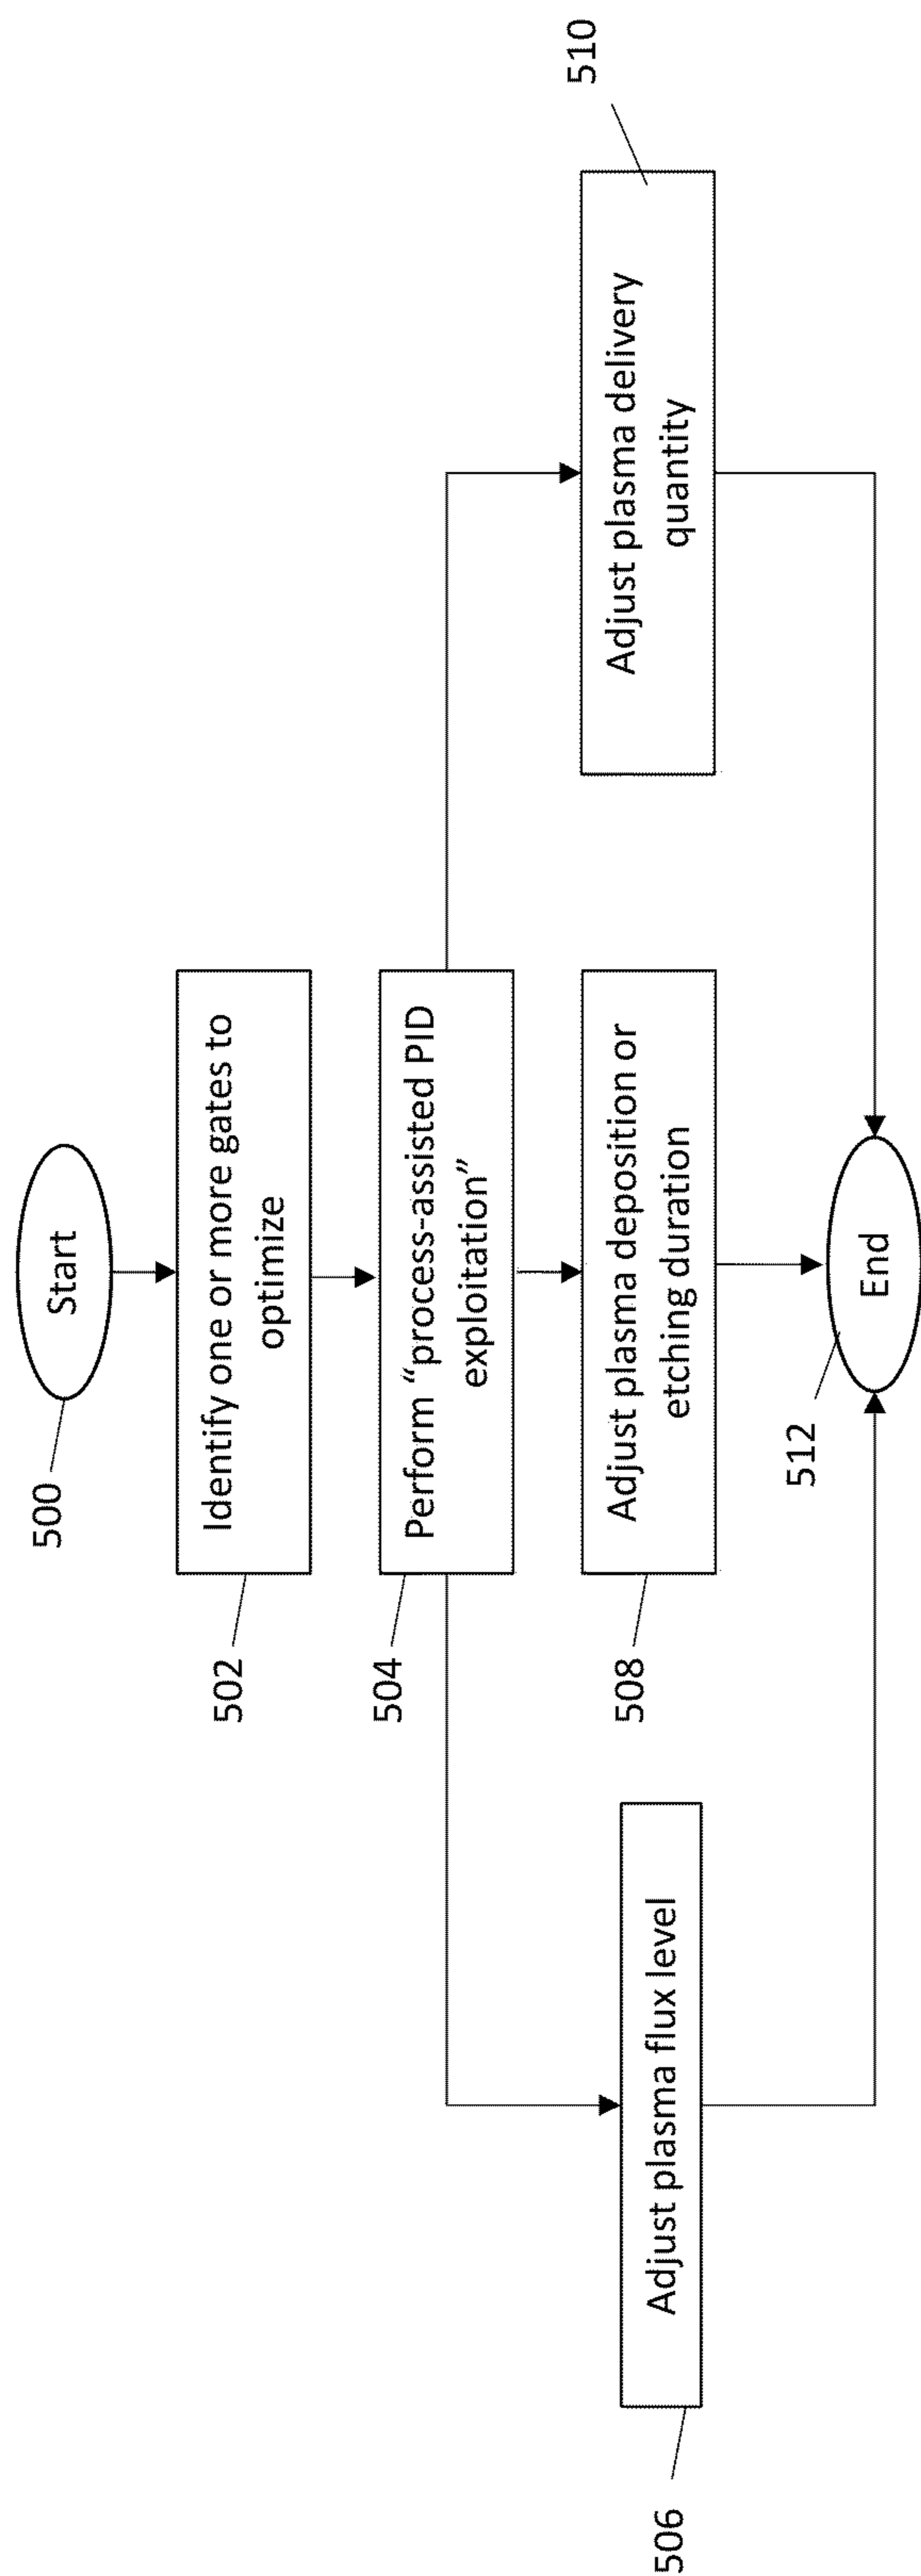 500
Start
502
Identify one or more gates to
optimize
504
Perform “process-assisted PID
exploitation”
506
Adjust plasma flux level
508
Adjust plasma deposition or
etching duration
510
Adjust plasma delivery
quantity
512
End